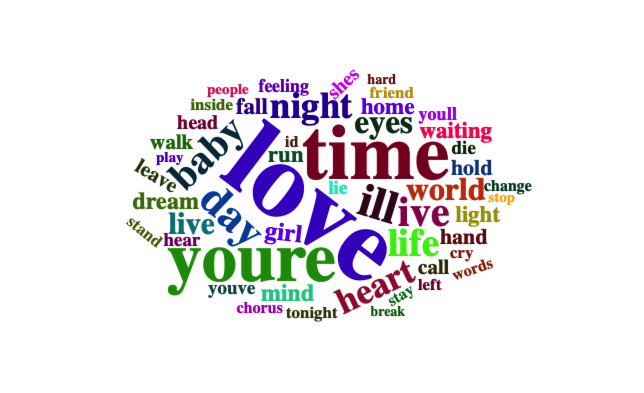 hard
shes
people
feeling
friend
inside
fall
night
home
youll
head
baby
eyes
waiting
walk
id
run
time
die
play
love
hold
leave
lie
world
change
dream
day
ill
ive
stop
light
live
girl
stand
hear
life
hand
youre
cry
call
words
heart
youve
mind
stay
left
chorus
tonight
break